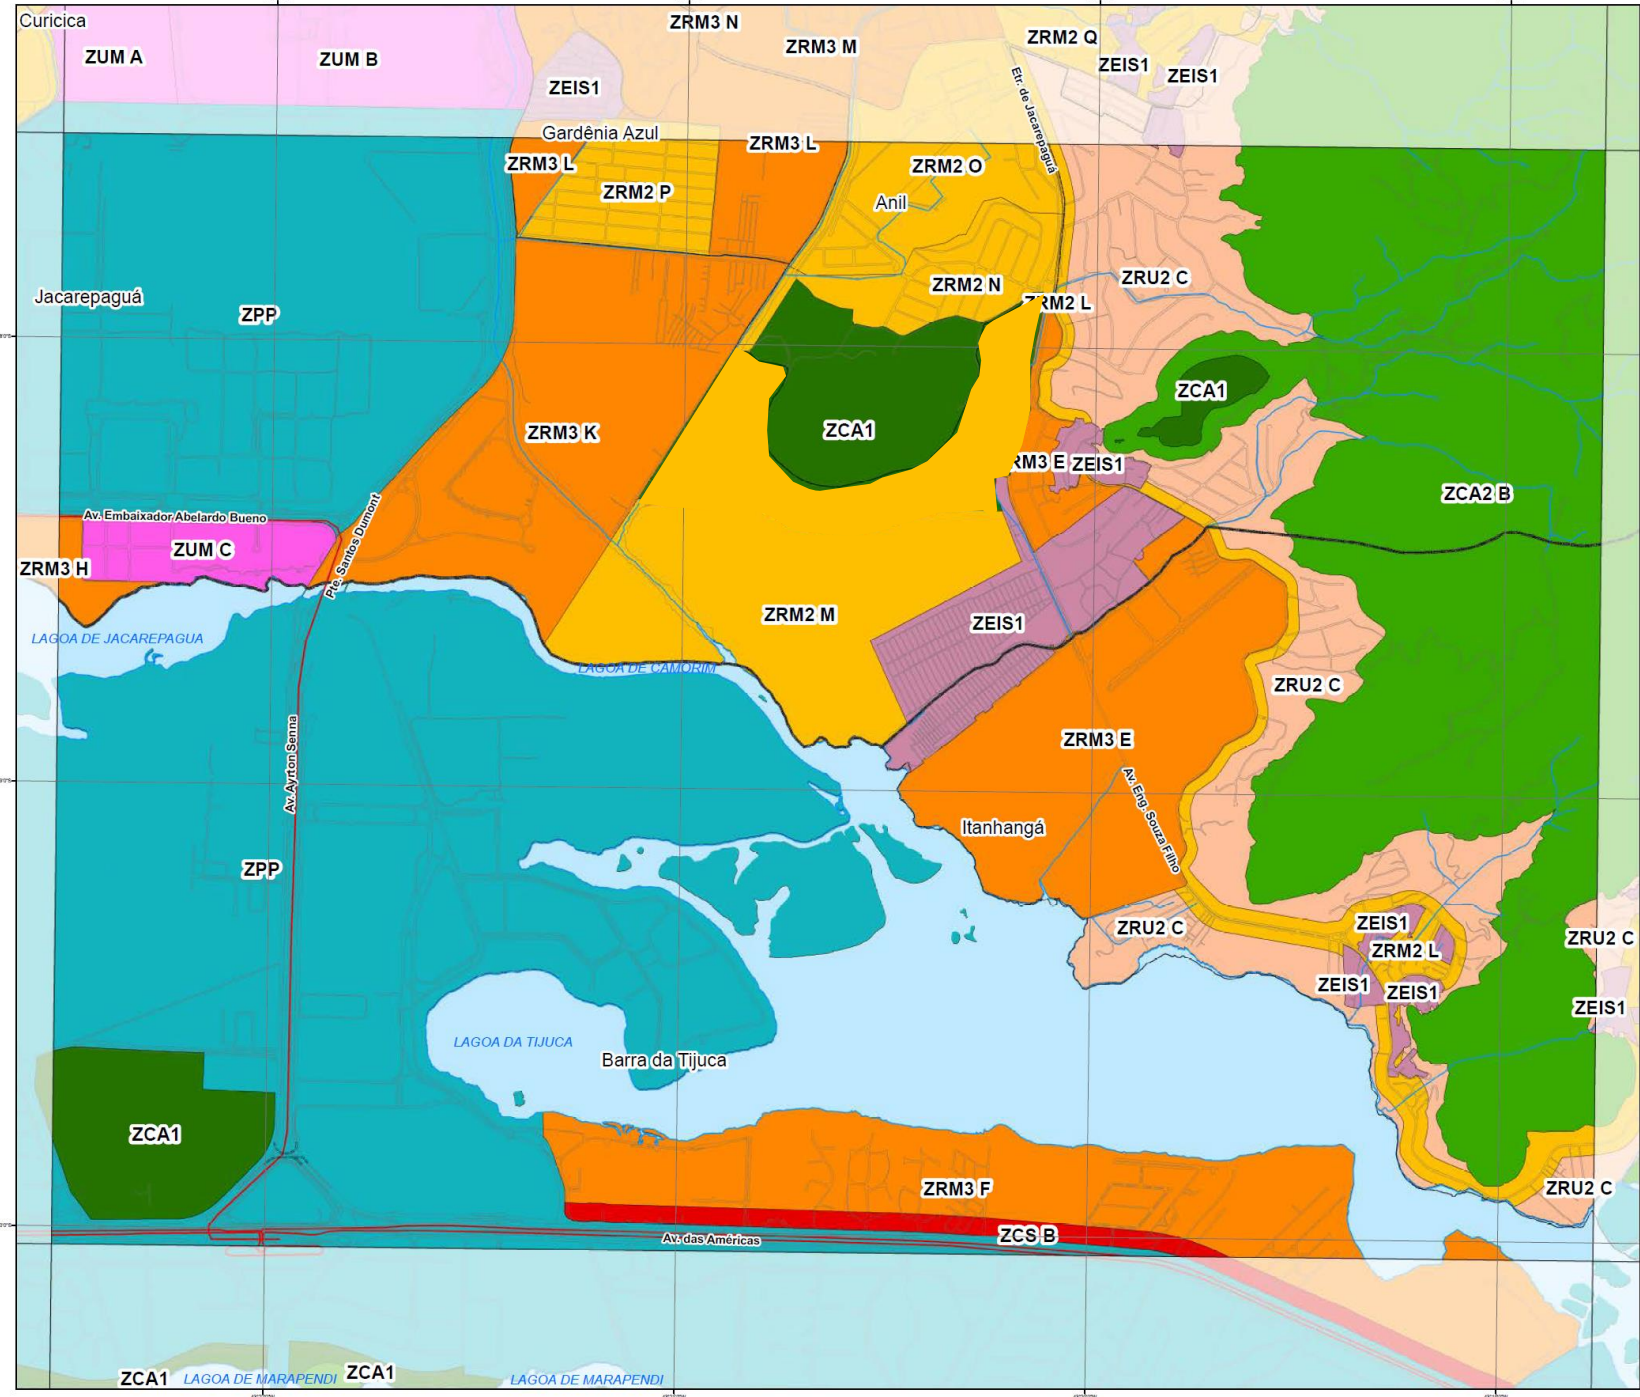 Curicica
ZRM3 N
ZRM2 Q
ZRM3 M
ZUM A
ZUM B
ZEIS1
ZEIS1
ZEIS1
Etr. de Jacarepaguá
Gardênia Azul
ZRM3 L
ZRM3 L
ZRM2 O
ZRM2 P
Anil
ZRU2 C
ZRM2 N
Jacarepaguá
ZRM2 L
ZPP
ZCA1
ZCA1
ZRM3 K
RM3 E
ZEIS1
ZCA2 B
Av. Embaixador Abelardo Bueno
Pte. Santos Dumont
ZUM C
ZRM3 H
ZRM2 M
ZEIS1
LAGOA DE JACAREPAGUA
LAGOA DE CAMORIM
ZRU2 C
ZRM3 E
Av. Ayrton Senna
Av. Eng. Souza Filho
Itanhangá
ZPP
ZRU2 C
ZEIS1
ZRM2 L
ZRU2 C
ZEIS1
ZEIS1
ZEIS1
LAGOA DA TIJUCA
Barra da Tijuca
ZCA1
ZRM3 F
ZRU2 C
ZCS B
Av. das Américas
ZCA1
LAGOA DE MARAPENDI
ZCA1
LAGOA DE MARAPENDI